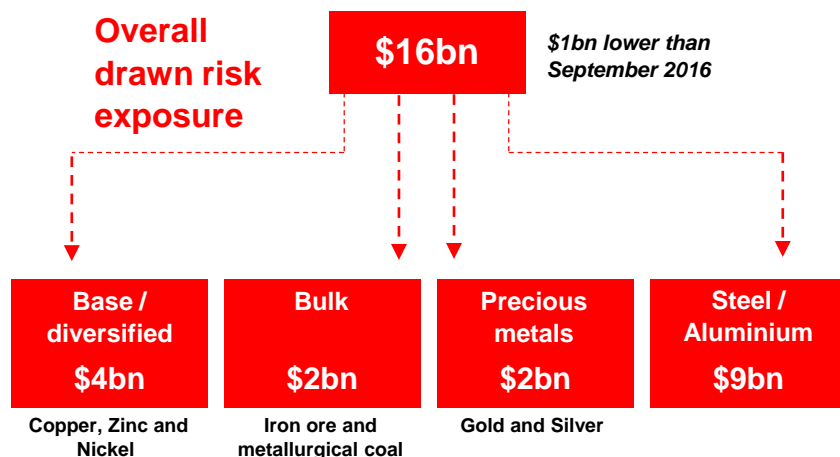 Overall
drawn risk
exposure
$16bn
$1bn lower than
September 2016
Base /
diversified
$4bn
Copper, Zinc and
Nickel
Bulk
$2bn
Iron ore and
metallurgical coal
Precious
metals
$2bn
Gold and Silver
Steel /
Aluminium
$9bn